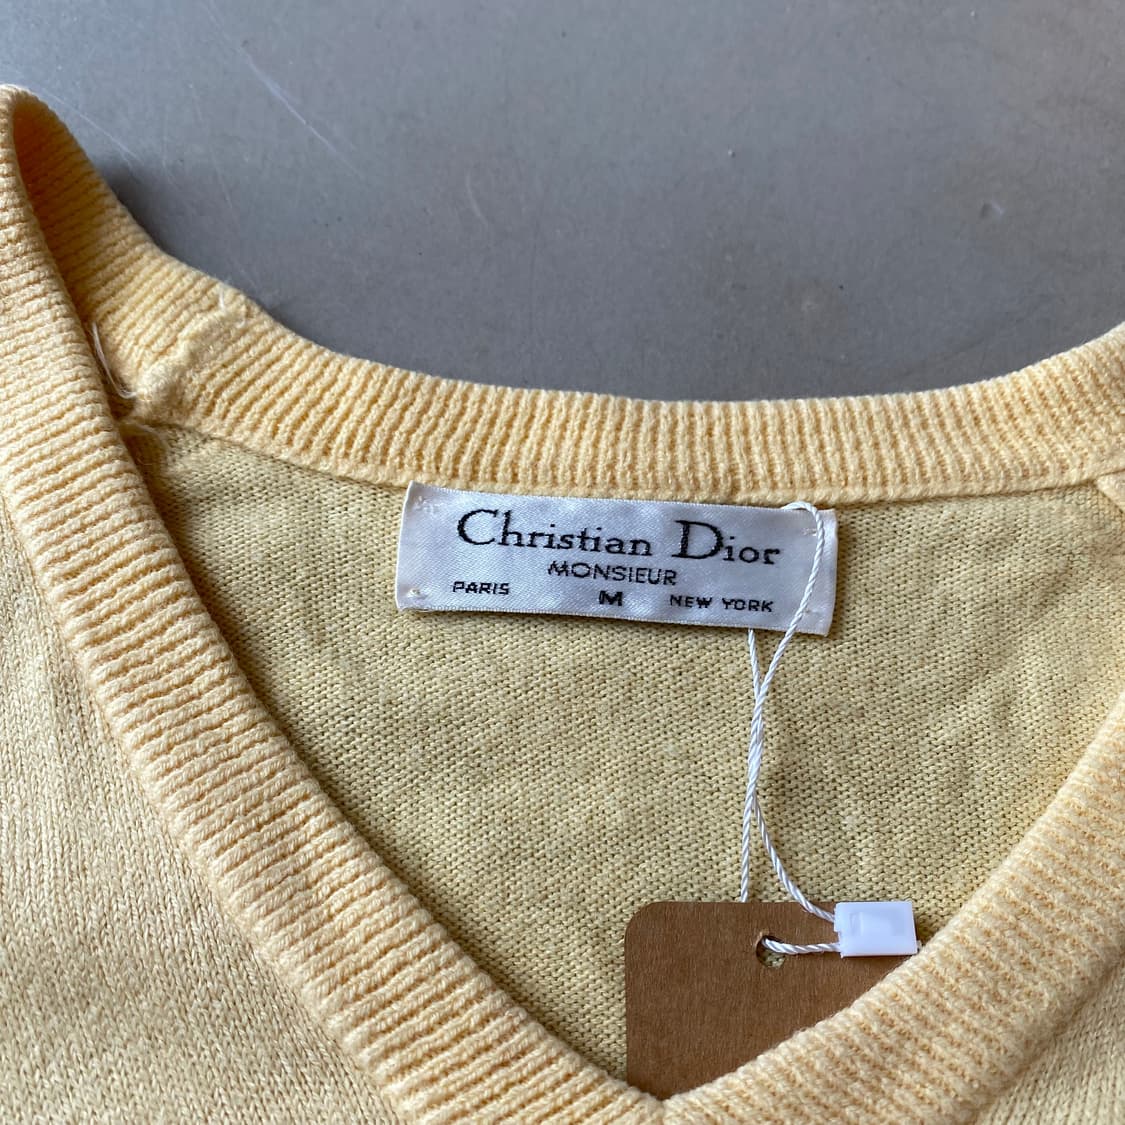 Christian Dior
MONSIEUR
PARIS M NEW YORK